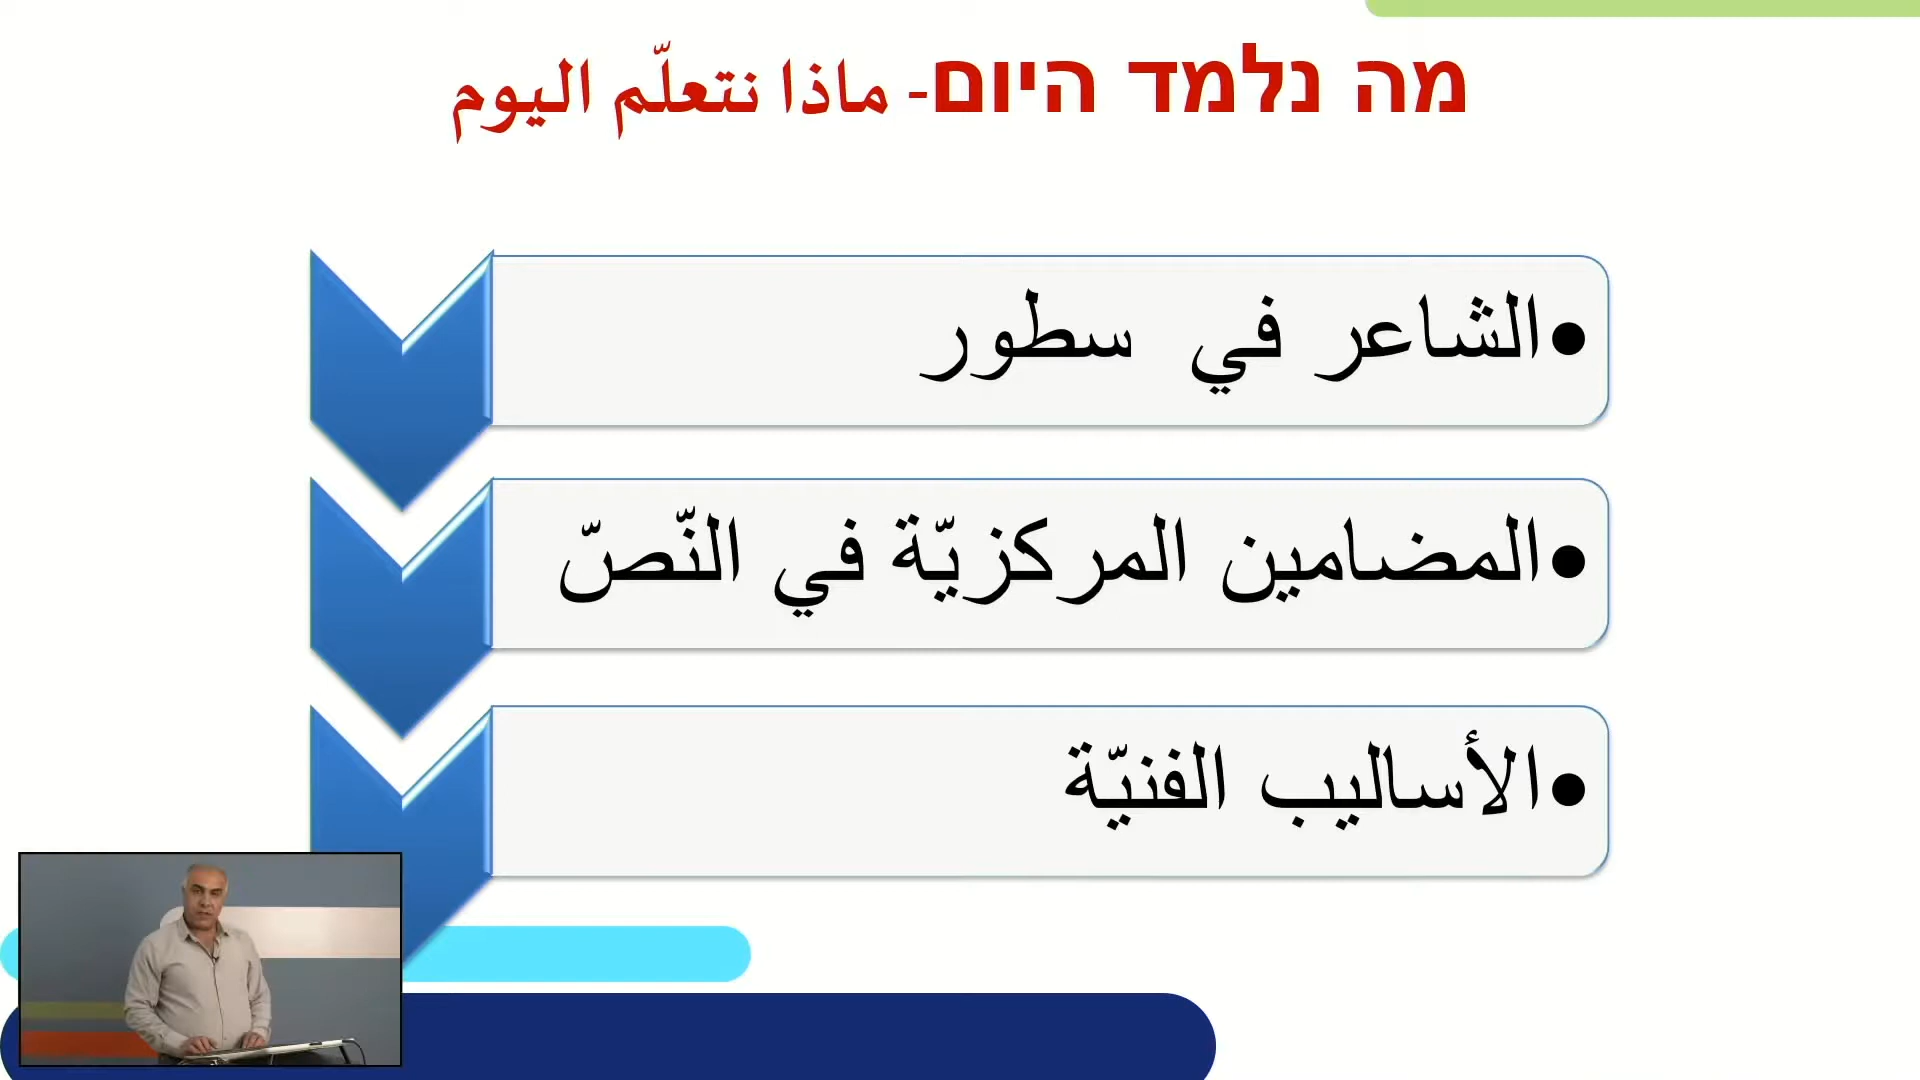 מה נלמד היום- ماذا نتعلّم اليوم
•الشاعر في سطور
•المضامين المركزيّة في النّصّ
•الأساليب الفنيّة